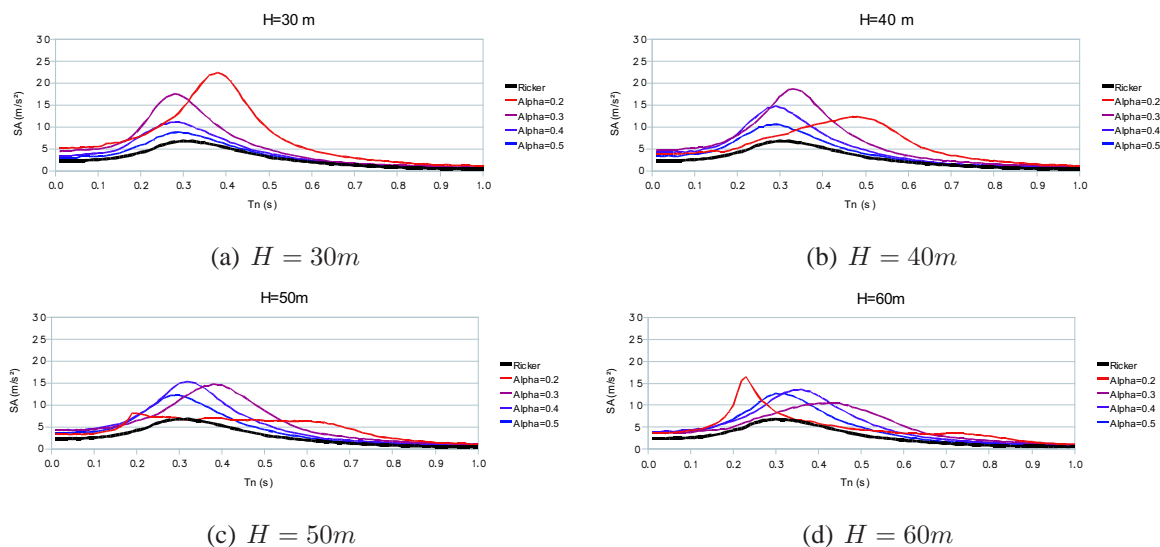 H=30 m
SA (m/s²)
30
25
20
15
10
5
0
0.0 0.1 0.2 0.3 0.4 0.5 0.6 0.7 0.8 0.9 1.0
Tn (s)
Ricker
Alpha=0.2
Alpha=0.3
Alpha=0.4
Alpha=0.5
(a) H = 30m
H=40 m
SA (m/s²)
30
25
20
15
10
5
0
0.0 0.1 0.2 0.3 0.4 0.5 0.6 0.7 0.8 0.9 1.0
Tn (s)
Ricker
Alpha=0.2
Alpha=0.3
Alpha=0.4
Alpha=0.5
(b) H = 40m
H=50m
SA (m/s²)
30
25
20
15
10
5
0
0.0 0.1 0.2 0.3 0.4 0.5 0.6 0.7 0.8 0.9 1.0
Tn (s)
Ricker
Alpha=0.2
Alpha=0.3
Alpha=0.4
Alpha=0.5
(c) H = 50m
H=60m
SA (m/s²)
30
25
20
15
10
5
0
0.0 0.1 0.2 0.3 0.4 0.5 0.6 0.7 0.8 0.9 1.0
Tn (s)
Ricker
Alpha=0.2
Alpha=0.3
Alpha=0.4
Alpha=0.5
(d) H = 60m